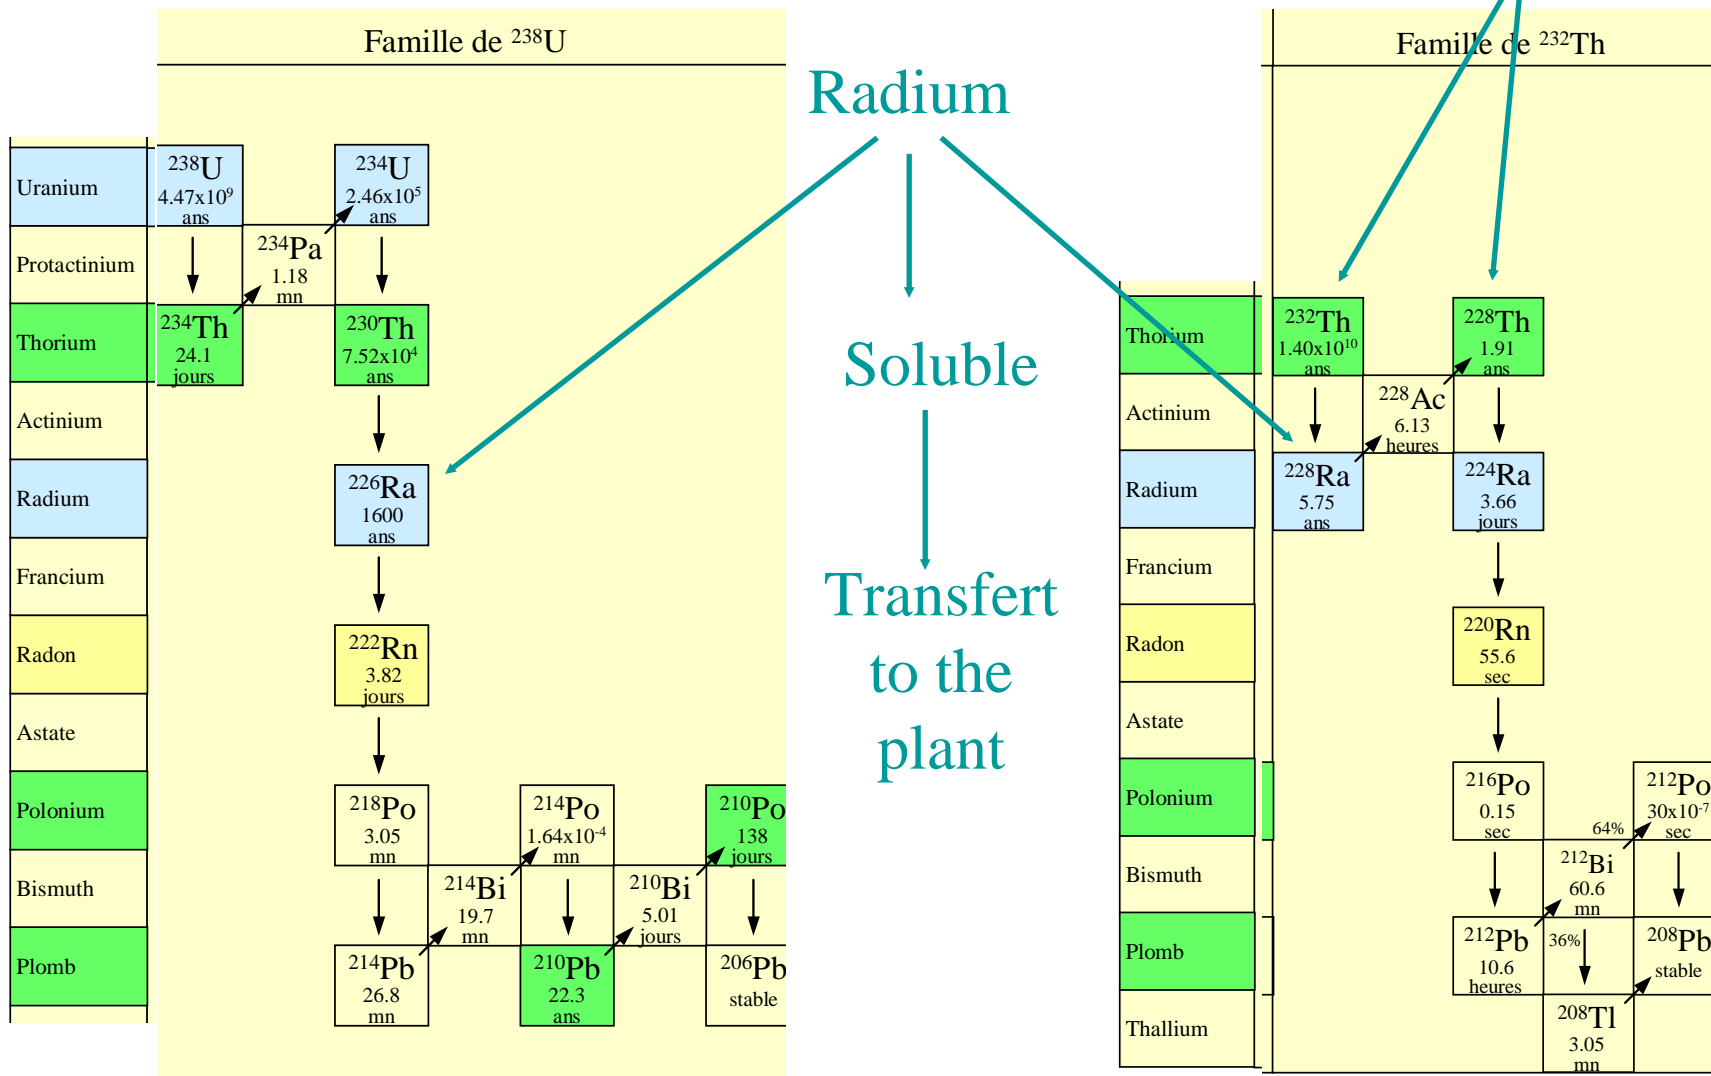 Famille de ²³⁸U
Uranium
Protactinium
Thorium
Actinium
Radium
Francium
Radon
Astate
Polonium
Bismuth
Plomb
²³⁸U
4.47x10⁹
ans
²³⁴U
2.46x10⁵
ans
²³⁴Pa
1.18
mn
²³⁴Th
24.1
jours
²³⁰Th
7.52x10⁴
ans
²²⁶Ra
1600
ans
²²²Rn
3.82
jours
²¹⁸Po
3.05
mn
²¹⁴Po
1.64x10⁻⁴
mn
²¹⁰Po
138
jours
²¹⁴Bi
19.7
mn
²¹⁰Bi
5.01
jours
²¹⁴Pb
26.8
mn
²¹⁰Pb
22.3
ans
²⁰⁶Pb
stable
Radium
Soluble
Transfert
to the
plant
Famille de ²³²Th
Thorium
Actinium
Radium
Francium
Radon
Astate
Polonium
Bismuth
Plomb
Thallium
²³²Th
1.40x10¹⁰
ans
²²⁸Th
1.91
ans
²²⁸Ac
6.13
heures
²²⁸Ra
5.75
ans
²²⁴Ra
3.66
jours
²²⁰Rn
55.6
sec
²¹⁶Po
0.15
sec
²¹²Po
30x10⁻⁷
sec
64%
²¹²Bi
60.6
mn
²¹²Pb
10.6
heures
36%
²⁰⁸Pb
stable
²⁰⁸Tl
3.05
mn